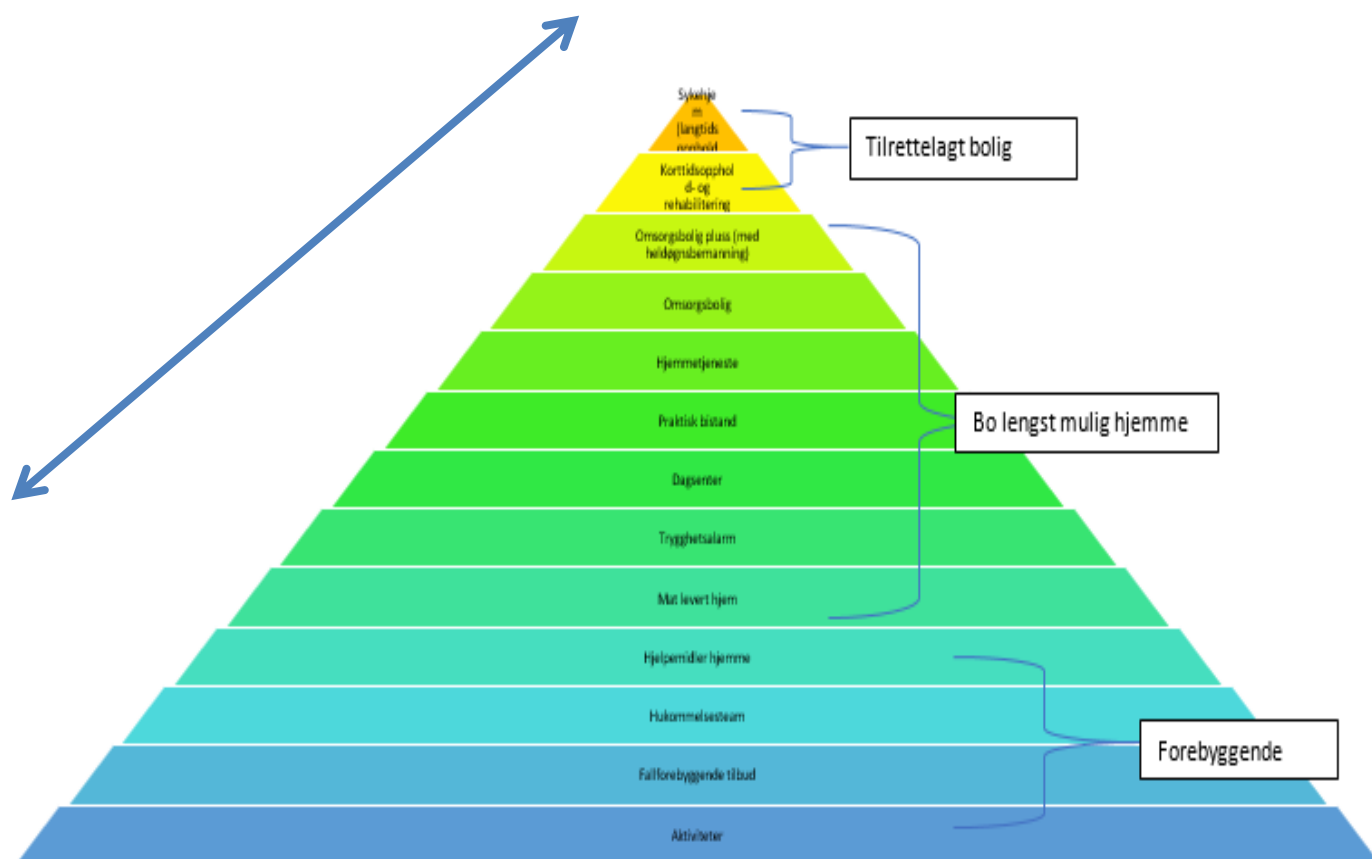 Sykehje
m
(langtids
opphold
Tilrettelagt bolig
Korttidsopphol
d- og
rehabilitering
Omsorgsbolig pluss (med
heldøgnsbemanning)
Omsorgsbolig
Hjemmetjeneste
Praktisk bistand
Bo lengst mulig hjemme
Dagsenter
Trygghetsalarm
Mat levert hjem
Hjelpemidler hjemme
Hukommelsesteam
Forebyggende
Fallforebyggende tilbud
Aktiviteter